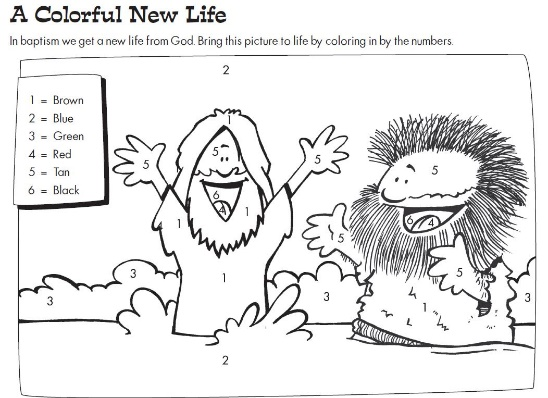 A Colorful New Life
In baptism we get a new life from God. Bring this picture to life by coloring in by the numbers.
2
1 = Brown
2 = Blue
3 = Green
4 = Red
5 = Tan
6 = Black
1
5
5
5
5
6
4
6
4
1
1
5
5
1
3
3
3
3
1
2